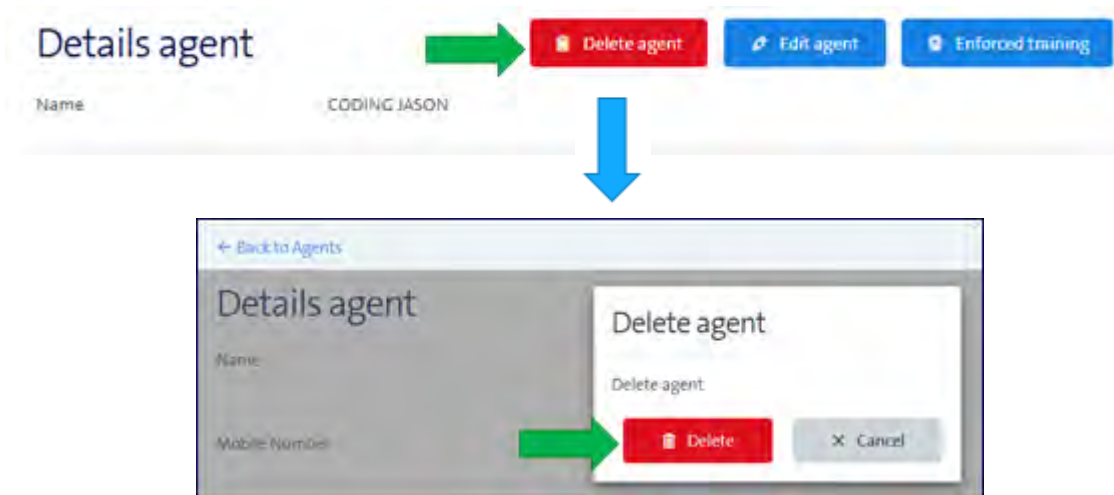 Details agent
Delete agent
Edit agent
Enforced training
Name
CODING JASON
← Back to Agents
Details agent
Name
Mobile Number
Delete agent
Delete agent
Delete
× Cancel